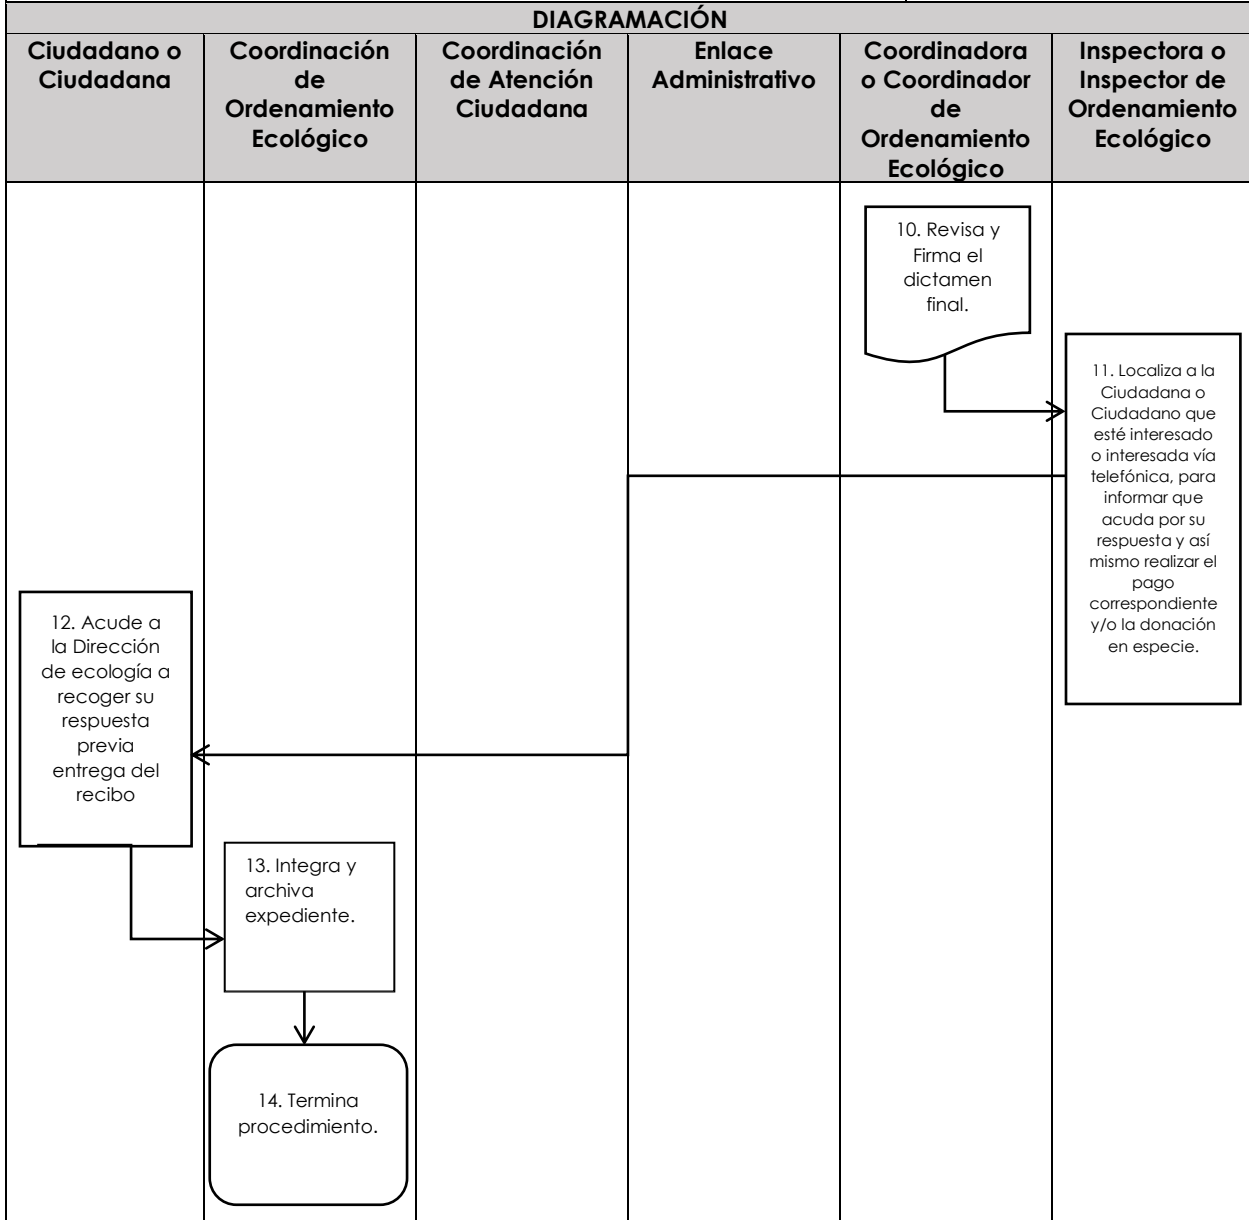 DIAGRAMACIÓN
Ciudadano o
Ciudadana
Coordinación
de
Ordenamiento
Ecológico
Coordinación
de Atención
Ciudadana
Enlace
Administrativo
Coordinadora
o Coordinador
de
Ordenamiento
Ecológico
Inspectora o
Inspector de
Ordenamiento
Ecológico
10. Revisa y
Firma el
dictamen
final.
11. Localiza a la
Ciudadana o
Ciudadano que
esté interesado
o interesada vía
telefónica, para
informar que
acuda por su
respuesta y así
mismo realizar el
pago
correspondiente
y/o la donación
en especie.
12. Acude a
la Dirección
de ecología a
recoger su
respuesta
previa
entrega del
recibo
13. Integra y
archiva
expediente.
14. Termina
procedimiento.